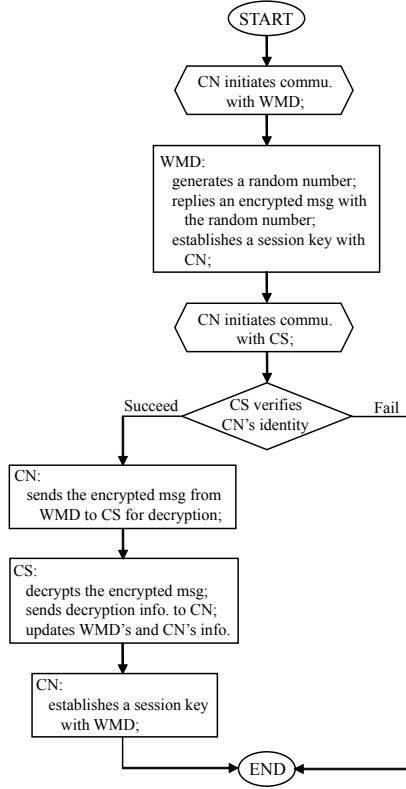 START
CN initiates commu.
with WMD;
WMD:
generates a random number;
replies an encrypted msg with
the random number;
establishes a session key with
CN;
CN initiates commu.
with CS;
Succeed
CS verifies
CN's identity
Fail
CN:
sends the encrypted msg from
WMD to CS for decryption;
CS:
decrypts the encrypted msg;
sends decryption info. to CN;
updates WMD's and CN's info.
CN:
establishes a session key
with WMD;
END